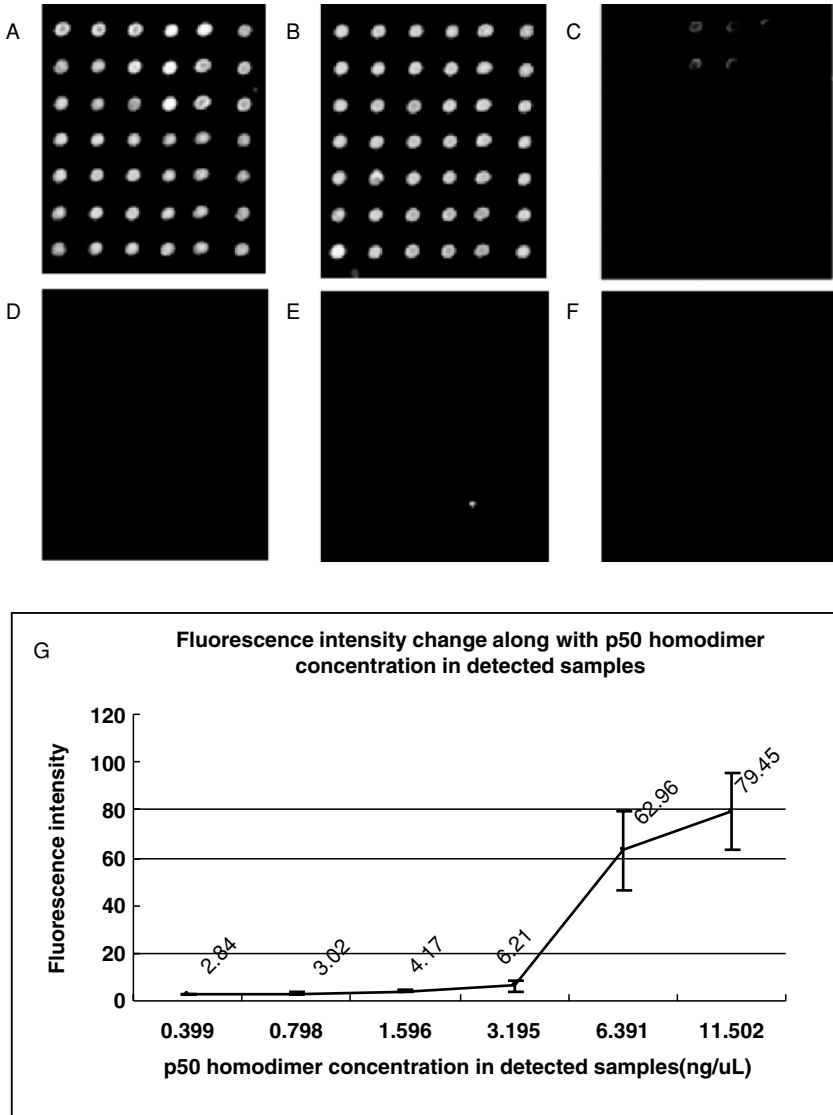 A
B
C
D
E
F
G
Fluorescence intensity change along with p50 homodimer
concentration in detected samples
Fluorescence intensity
120
100
80
60
40
20
0
2.84
3.02
4.17
6.21
62.96
79.45
0.399 0.798 1.596 3.195 6.391 11.502
p50 homodimer concentration in detected samples(ng/uL)